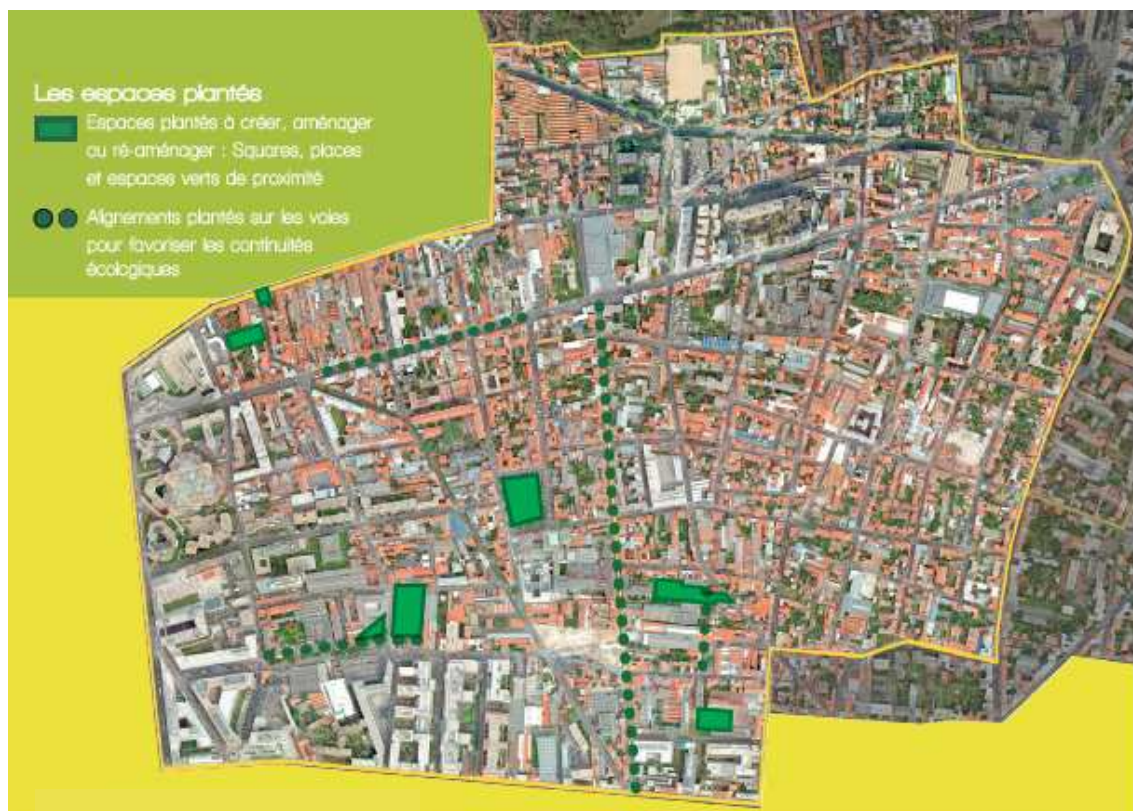 Les espaces plantés
Espaces plantés à créer, aménager
ou ré-aménager : Squares, places
et espaces verts de proximité
Alignements plantés sur les voies
pour favoriser les continuités
écologiques